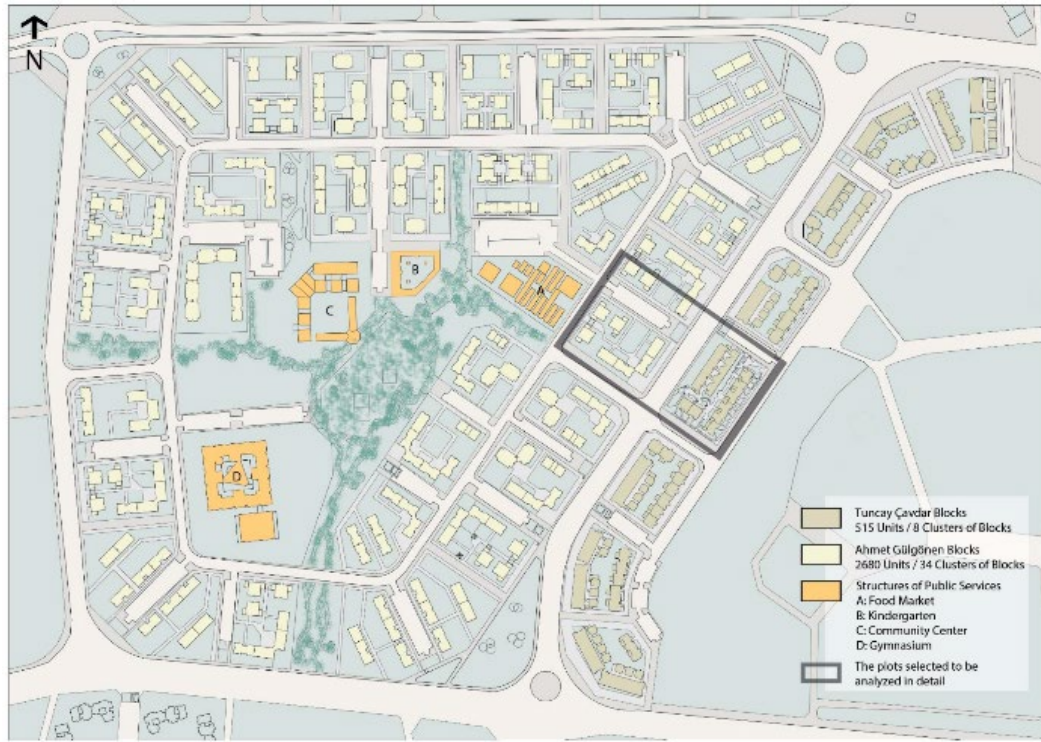 N
B
A
C
D
Tuncay Çavdar Blocks
515 Units / 8 Clusters of Blocks
Ahmet Gülgönen Blocks
2680 Units / 34 Clusters of Blocks
Structures of Public Services
A: Food Market
B: Kindergarten
C: Community Center
D: Gymnasium
The plots selected to be
analyzed in detail